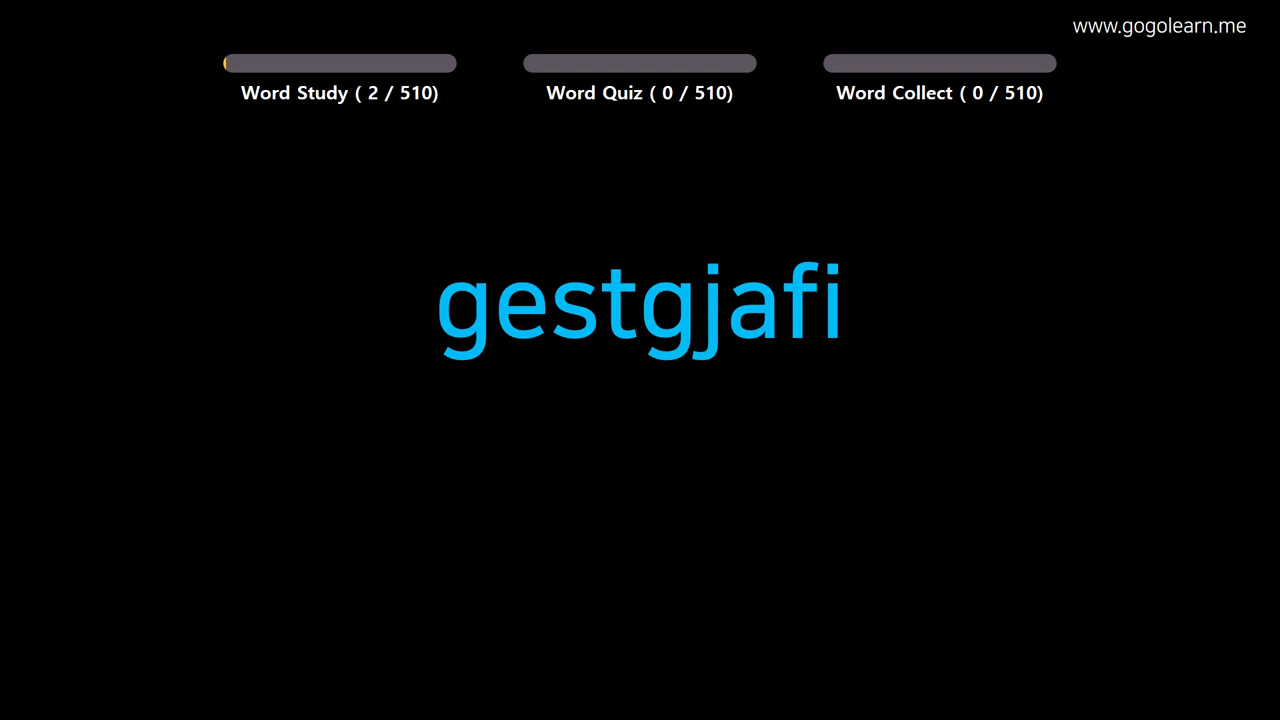 www.gogolearn.me
Word Study ( 2 / 510)
Word Quiz ( 0 / 510)
Word Collect ( 0 / 510)
gestgjafi